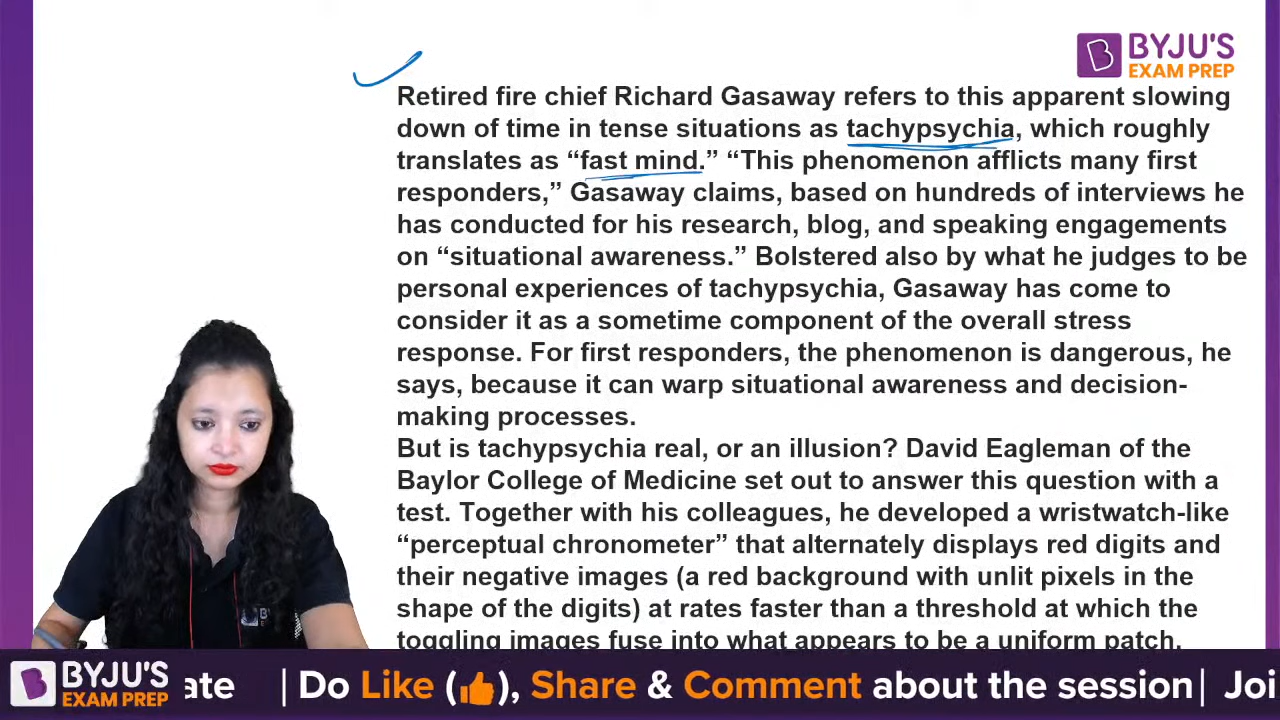 BYJU'S
EXAM PREP
Retired fire chief Richard Gasaway refers to this apparent slowing
down of time in tense situations as tachypsychia, which roughly
translates as “fast mind.” “This phenomenon afflicts many first
responders,” Gasaway claims, based on hundreds of interviews he
has conducted for his research, blog, and speaking engagements
on “situational awareness.” Bolstered also by what he judges to be
personal experiences of tachypsychia, Gasaway has come to
consider it as a sometime component of the overall stress
response. For first responders, the phenomenon is dangerous, he
says, because it can warp situational awareness and decision-
making processes.
But is tachypsychia real, or an illusion? David Eagleman of the
Baylor College of Medicine set out to answer this question with a
test. Together with his colleagues, he developed a wristwatch-like
“perceptual chronometer” that alternately displays red digits and
their negative images (a red background with unlit pixels in the
shape of the digits) at rates faster than a threshold at which the
toggling images fuse into what appears to be a uniform patch.
BYJU'S
EXAM PREP
ate | Do Like (👍), Share & Comment about the session | Joi